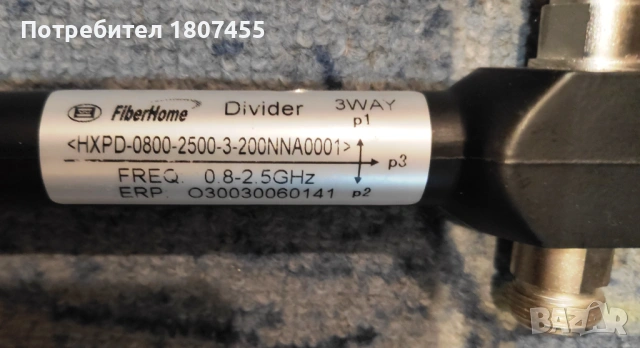 Потребител 1807455
FiberHome Divider 3WAY
p1
<HXPD-0800-2500-3-200NNA0001>
p3
FREQ. 0.8-2.5GHz
ERP. O30030060141 p2
BAZAR